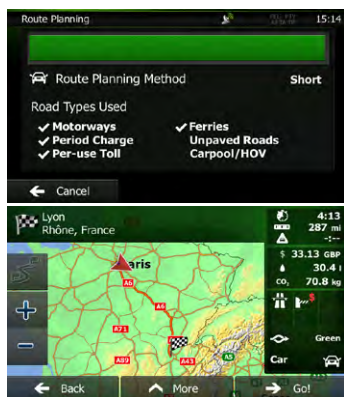 Route Planning
15:14
Route Planning Method
Short
Road Types Used
Motorways
Ferries
Period Charge
Unpaved Roads
Per-use Toll
Carpool/HOV
Cancel
Lyon
Rhône, France
4:13
287 mi
-:--
$ 33.13 GBP
30.4 l
CO₂ 70.8 kg
$
Green
Car
aris
A6
A6
A71
A89
A43
A5
Back
More
Go!